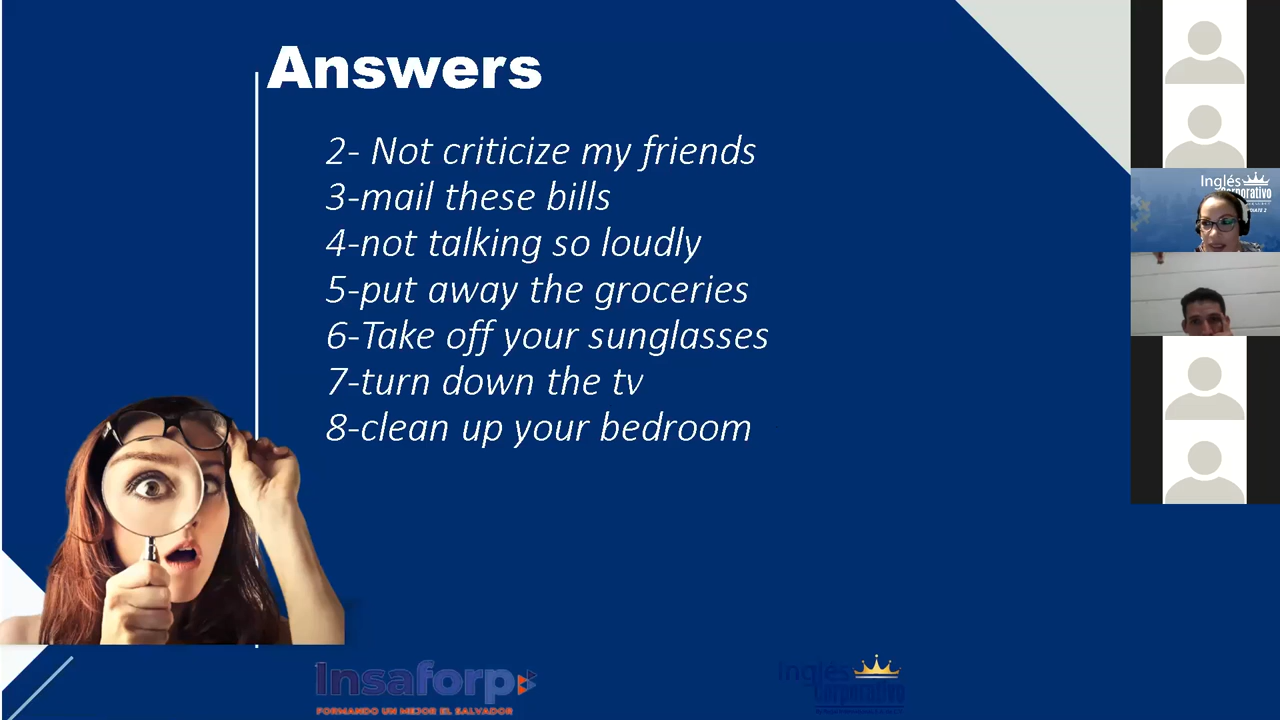 Answers
2- Not criticize my friends
3-mail these bills
4-not talking so loudly
5-put away the groceries
6-Take off your sunglasses
7-turn down the tv
8-clean up your bedroom
Inglés
Corporativo
Insaforp
FORMANDO UN MEJOR EL SALVADOR
Inglés
Corporativo